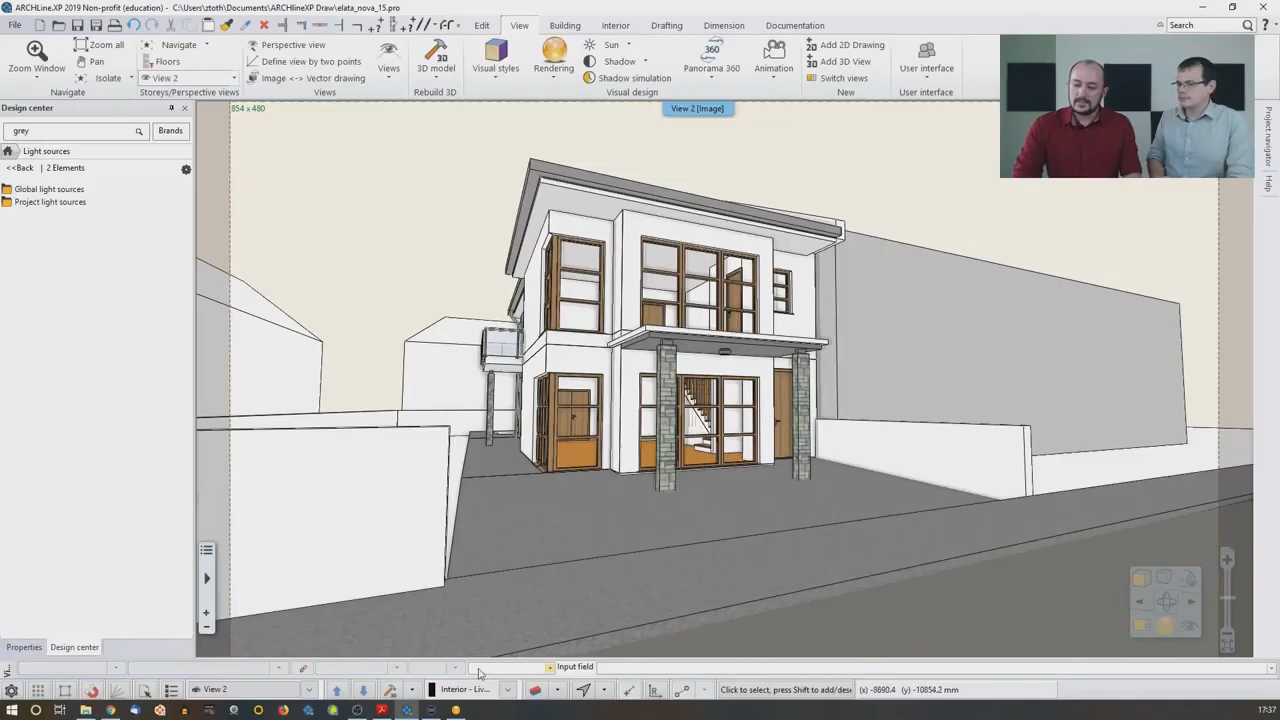 ARCHLine.XP 2019 Non-profit (education) - C:\Users\ztoth\Documents\ARCHlineXP Draw\elata_nova_15.pro
File
Edit
View
Building
Interior
Drafting
Dimension
Documentation
Search
Zoom Window
Zoom all
Pan
Isolate
Navigate
Navigate
Floors
View 2
Storeys/Perspective views
Perspective view
Define view by two points
Image <-> Vector drawing
Views
Views
3D model
Rebuild 3D
Visual styles
Rendering
Sun
Shadow
Shadow simulation
Panorama 360
Animation
Visual design
Add 2D Drawing
Add 3D View
Switch views
New
User interface
User interface
Design center
grey
Brands
Light sources
<<Back | 2 Elements
Global light sources
Project light sources
854 x 480
View 2 [Image]
Project navigator
Help
Properties
Design center
Input field
View 2
Interior - Liv...
Click to select, press Shift to add/dese
x: -8690.4 y: -10854.2 mm
17:37